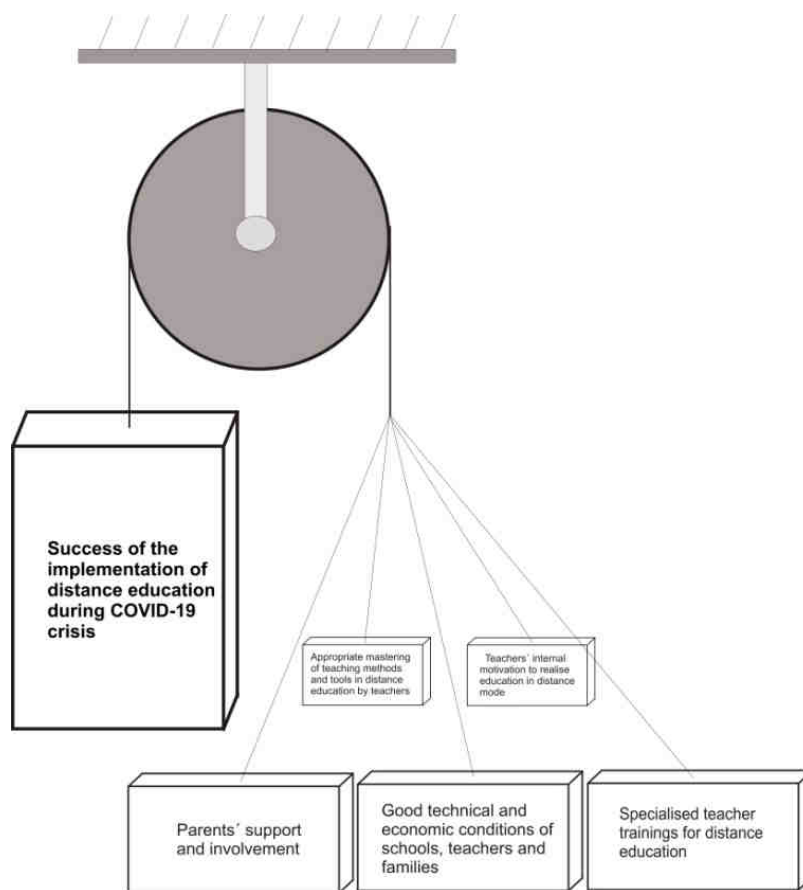 Success of the
implementation of
distance education
during COVID-19
crisis
Appropriate mastering
of teaching methods
and tools in distance
education by teachers
Teachers´ internal
motivation to realise
education in distance
mode
Parents´ support
and involvement
Good technical and
economic conditions of
schools, teachers and
families
Specialised teacher
trainings for distance
education